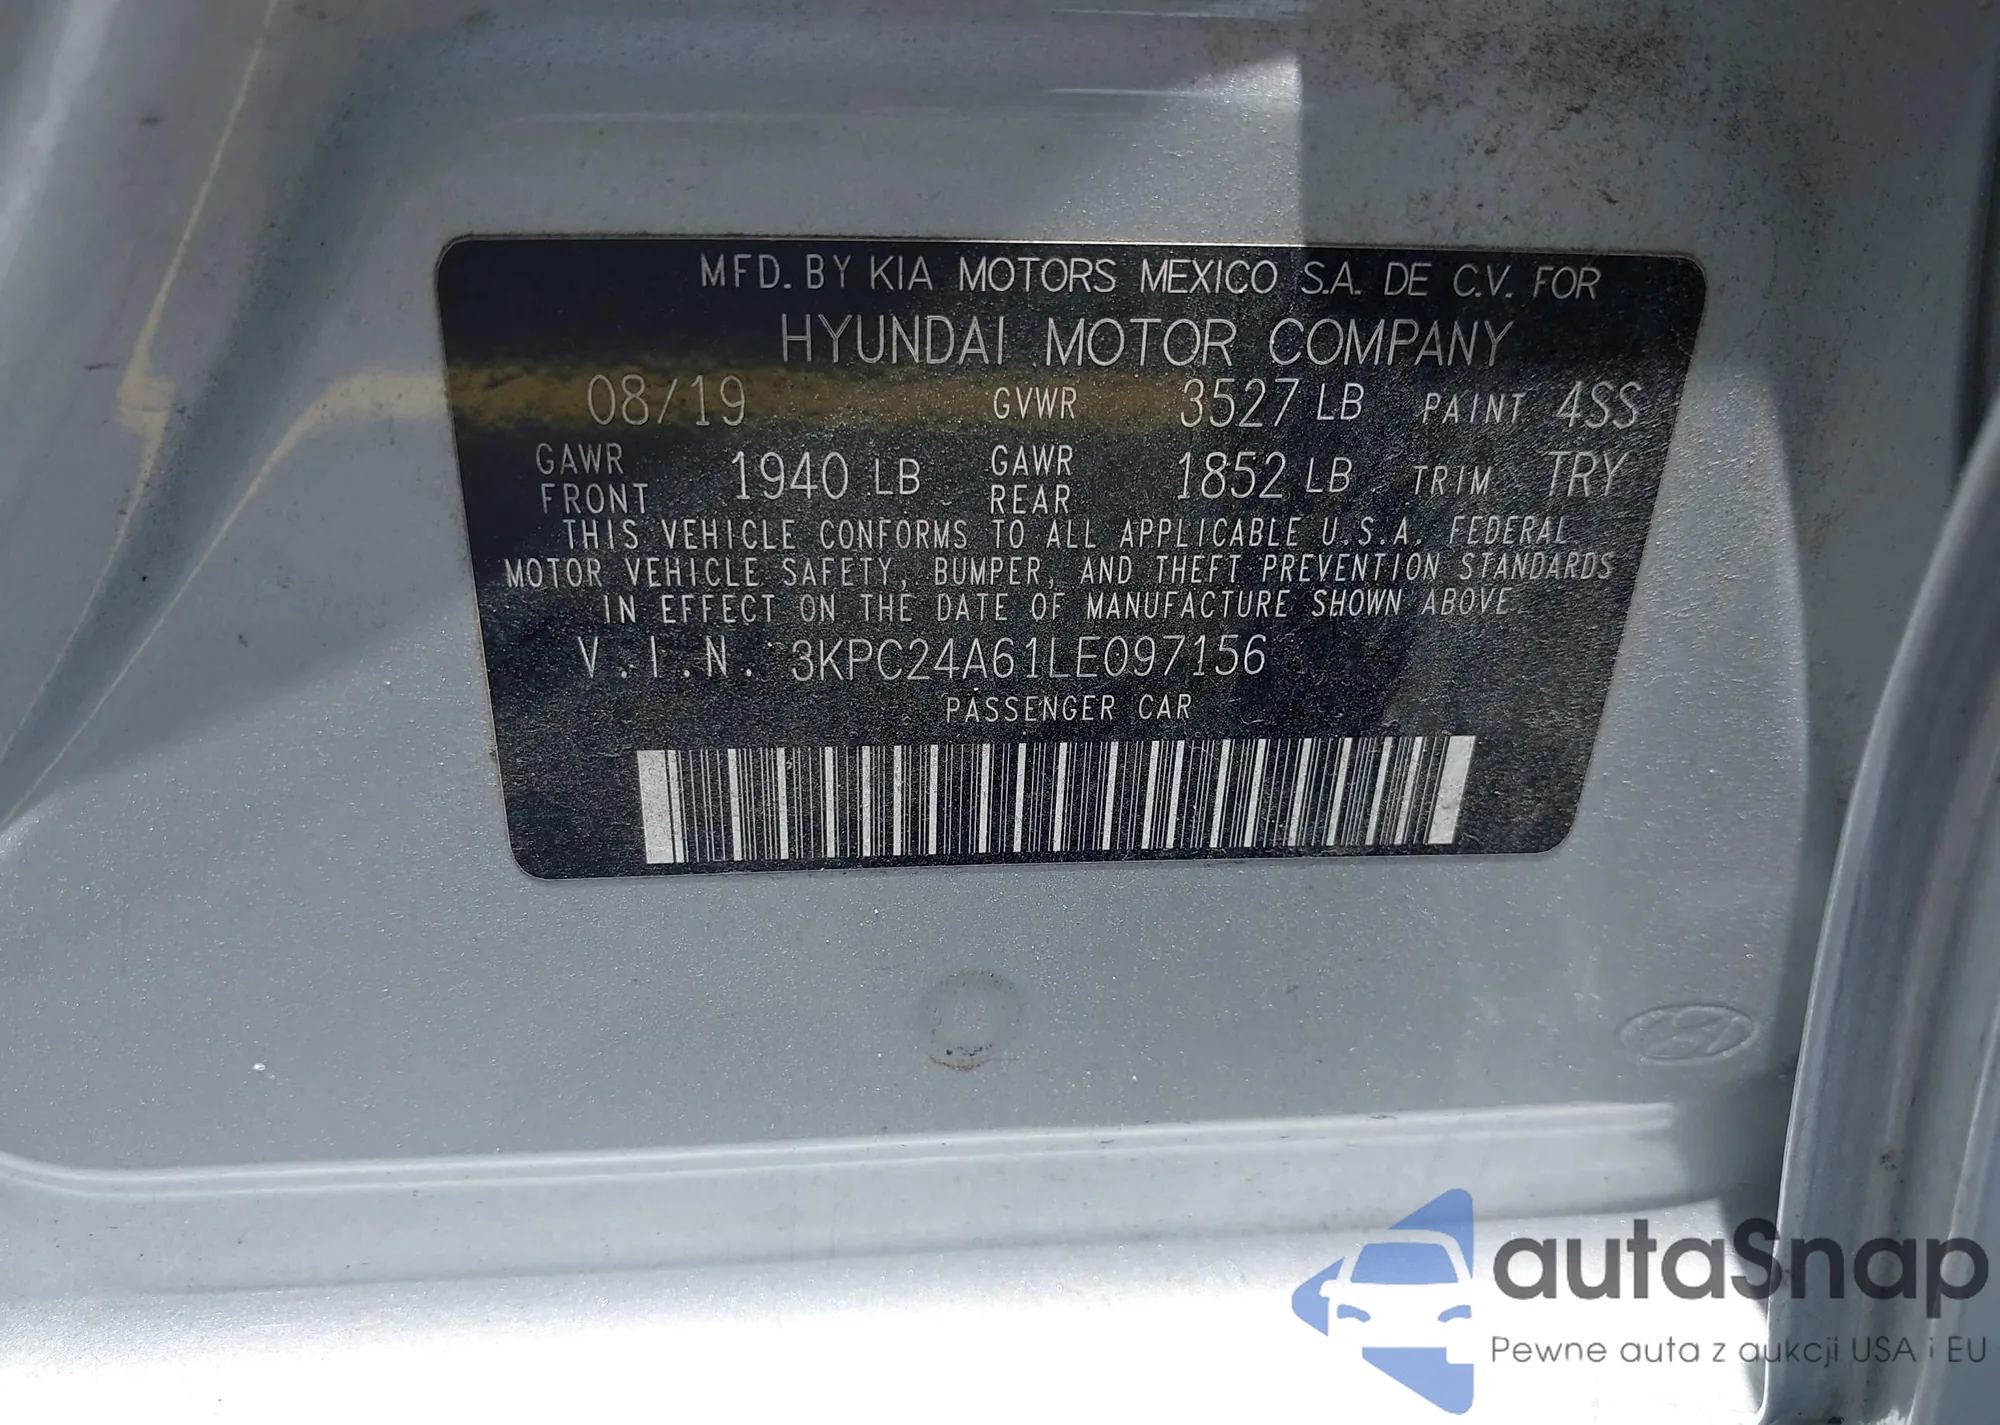 MFD. BY KIA MOTORS MEXICO S.A. DE C.V. FOR
HYUNDAI MOTOR COMPANY
08/19 GVWR 3527 LB PAINT 4SS
GAWR FRONT 1940 LB GAWR REAR 1852 LB TRIM TRY
THIS VEHICLE CONFORMS TO ALL APPLICABLE U.S.A. FEDERAL
MOTOR VEHICLE SAFETY, BUMPER, AND THEFT PREVENTION STANDARDS
IN EFFECT ON THE DATE OF MANUFACTURE SHOWN ABOVE.
V.I.N. 3KPC24A61LE097156
PASSENGER CAR
autaSnap
Pewne auta z aukcji USA i EU